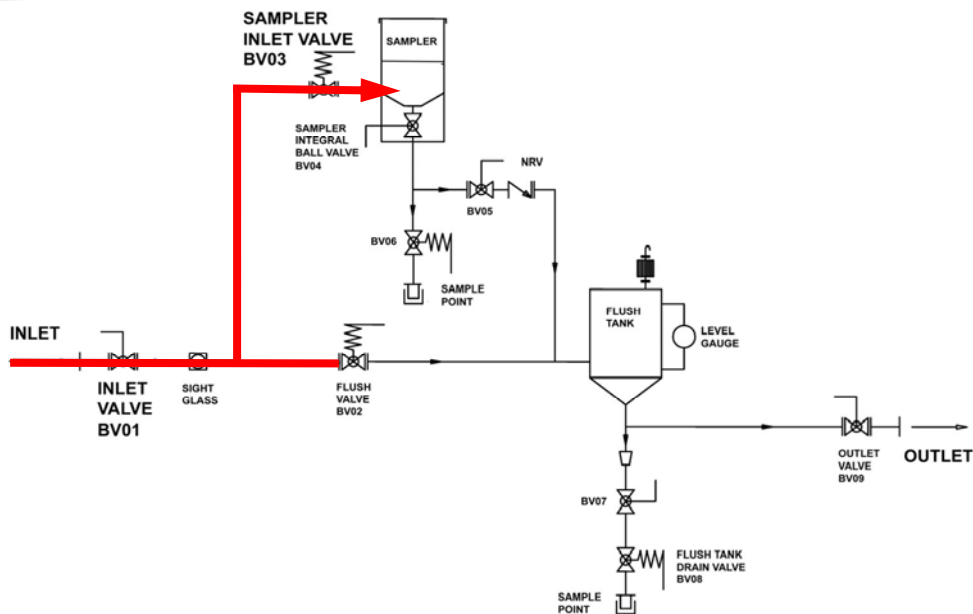 SAMPLER
INLET VALVE
BV03
SAMPLER
SAMPLER
INTEGRAL
BALL VALVE
BV04
NRV
BV05
BV06
SAMPLE
POINT
FLUSH
TANK
LEVEL
GAUGE
INLET
INLET
VALVE
BV01
SIGHT
GLASS
FLUSH
VALVE
BV02
OUTLET
VALVE
BV09
OUTLET
BV07
FLUSH TANK
DRAIN VALVE
BV08
SAMPLE
POINT